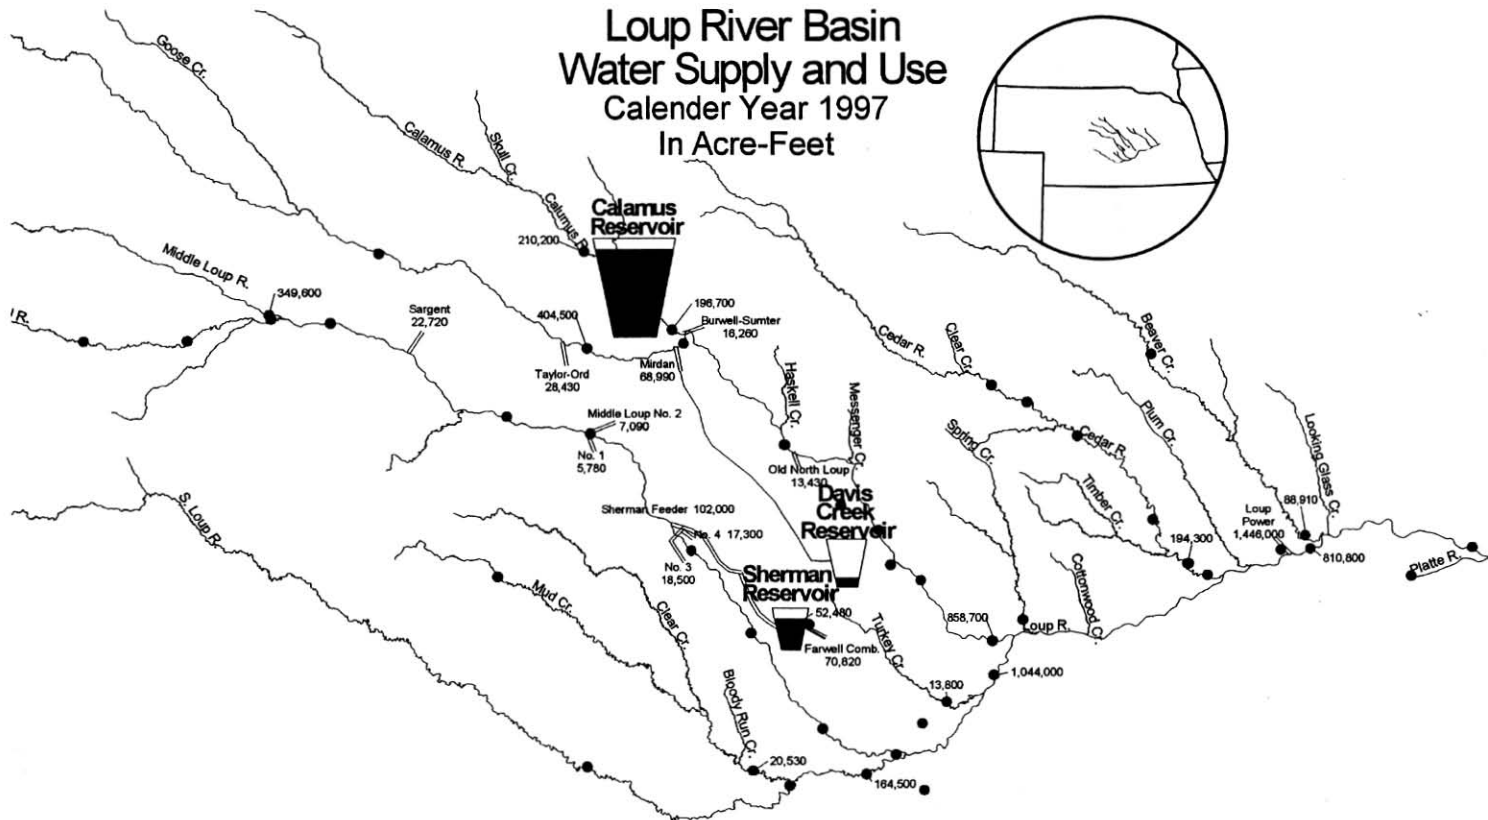 Loup River Basin
Water Supply and Use
Calender Year 1997
In Acre-Feet
Goose Cr.
Calamus R.
Skull Cr.
Calumus R.
210,200
Calamus
Reservoir
Middle Loup R.
349,600
R.
Sargent
22,720
404,500
Taylor-Ord
28,430
196,700
Burwell-Sumter
16,260
Mirdan
68,990
Middle Loup No. 2
7,090
No. 1
5,780
Haskell Cr.
Messenger Cr.
Old North Loup
13,430
Davis
Creek
Reservoir
Cedar R.
Clear Cr.
Spring Cr.
Cedar R.
Beaver Cr.
Plum Cr.
Looking Glass Cr.
Timber Cr.
88,910
Loup
Power
1,446,000
194,300
810,800
Platte R.
Cottonwood Cr.
S. Loup R.
Sherman Feeder 102,000
No. 4 17,300
No. 3
18,500
Sherman
Reservoir
52,480
Farwell Comb.
70,820
Mud Cr.
Clear Cr.
Turkey Cr.
858,700
Loup R.
1,044,000
13,800
Bloody Run Cr.
20,530
164,500